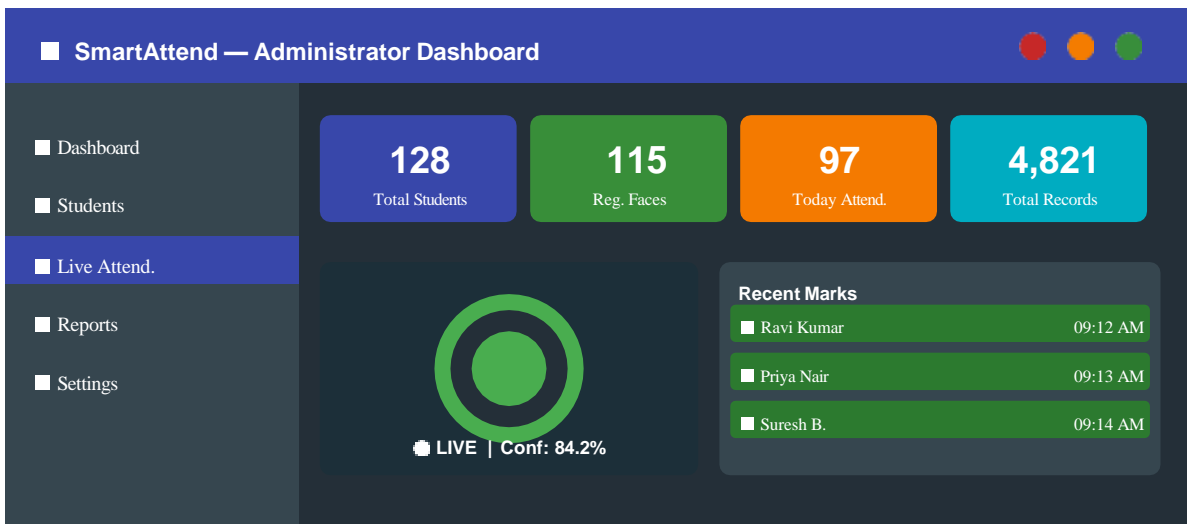 SmartAttend — Administrator Dashboard
Dashboard
Students
Live Attend.
Reports
Settings
128
Total Students
115
Reg. Faces
97
Today Attend.
4,821
Total Records
LIVE | Conf: 84.2%
Recent Marks
Ravi Kumar 09:12 AM
Priya Nair 09:13 AM
Suresh B. 09:14 AM